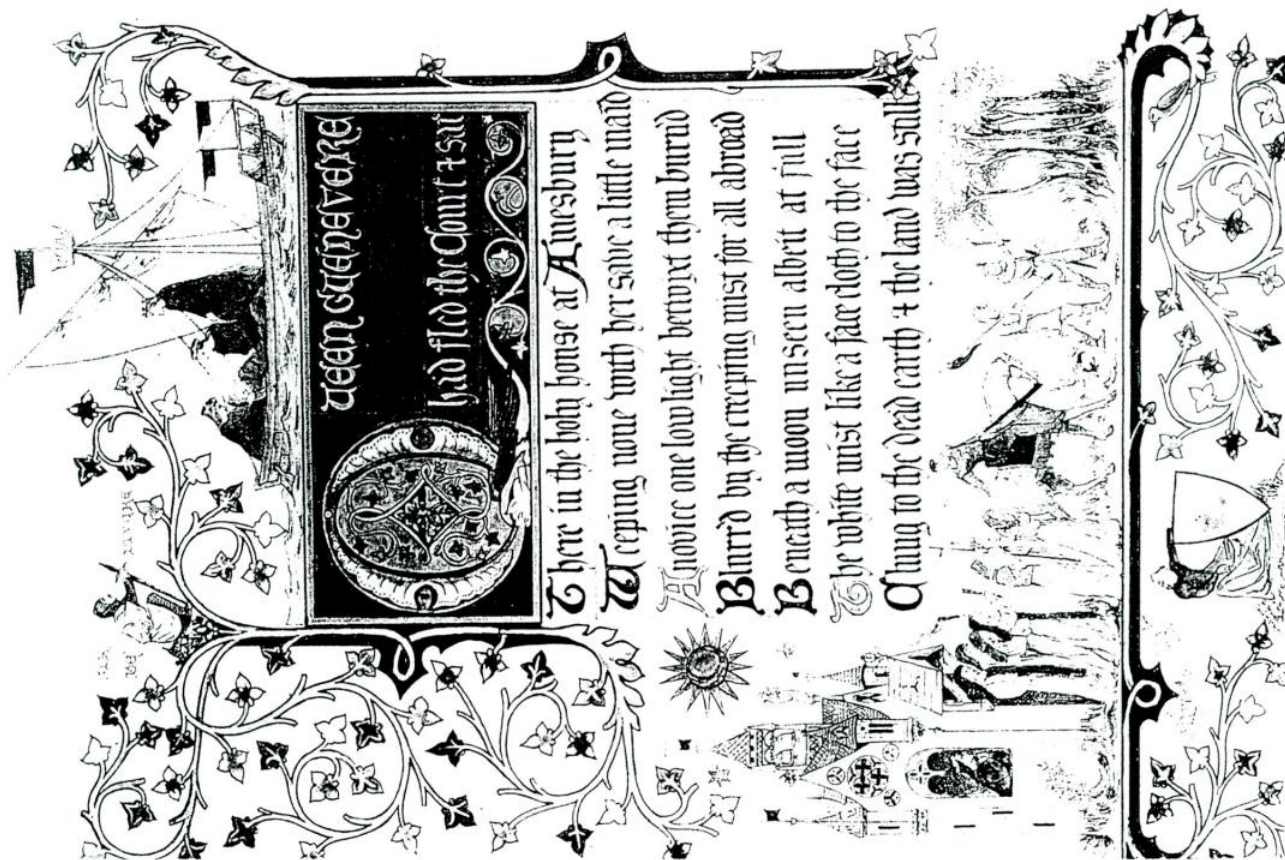 QUEEN GUENEVERE
had fled the Court & sat
There in the holy house at Almesburg
Weeping none with her save a little maid
A novice one low light betwixt them burnd
Blurr'd by the creeping mist for all abroad
Beneath a moon unseen albeit at full
The white mist like a face cloth to the face
Clung to the dead earth & the land was still